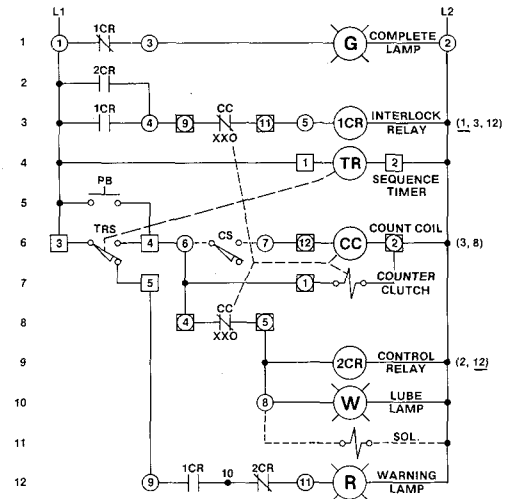 L1 L2
1 1 1CR 3 G COMPLETE LAMP 2
2 2CR
3 1CR 4 9 CC XXO 11 5 1CR INTERLOCK RELAY (1, 3, 12)
4 1 TR 2 SEQUENCE TIMER
5 PB
6 3 TRS 4 6 CS 7 12 CC 2 COUNT COIL (3, 8)
7 5 1 COUNTER CLUTCH
8 4 CC XXO 5
9 2CR CONTROL RELAY (2, 12)
10 8 W LUBE LAMP
11 SOL.
12 9 1CR 10 2CR 11 R WARNING LAMP